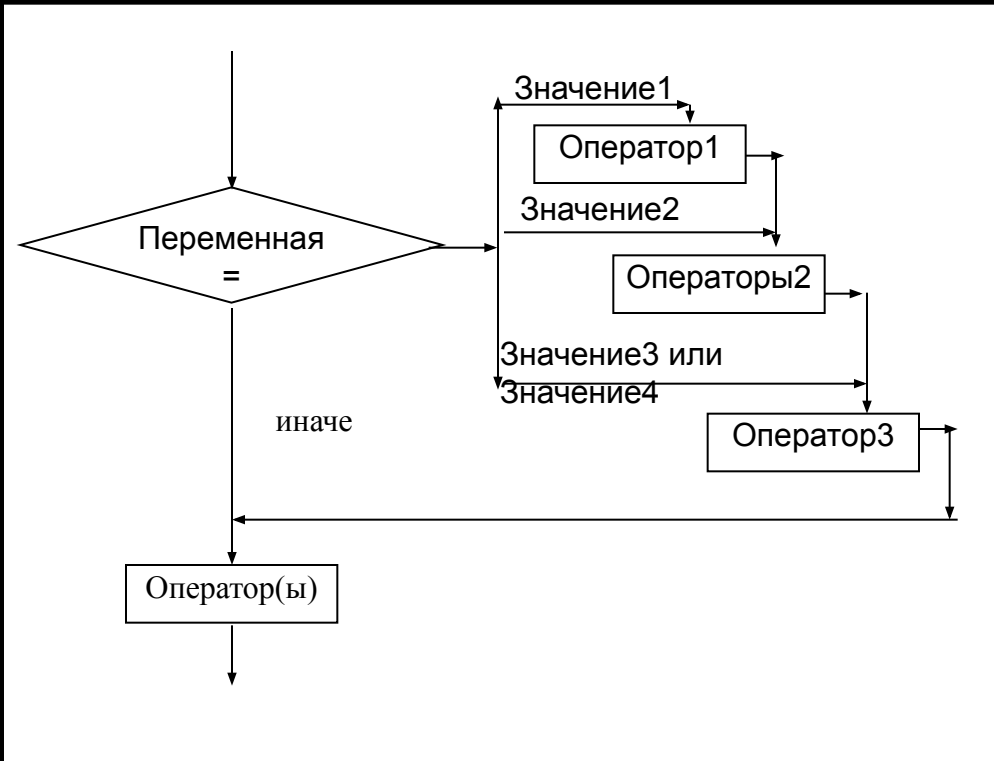 Значение1
Оператор1
Значение2
Переменная
=
Операторы2
Значение3 или
Значение4
иначе
Оператор3
Оператор(ы)